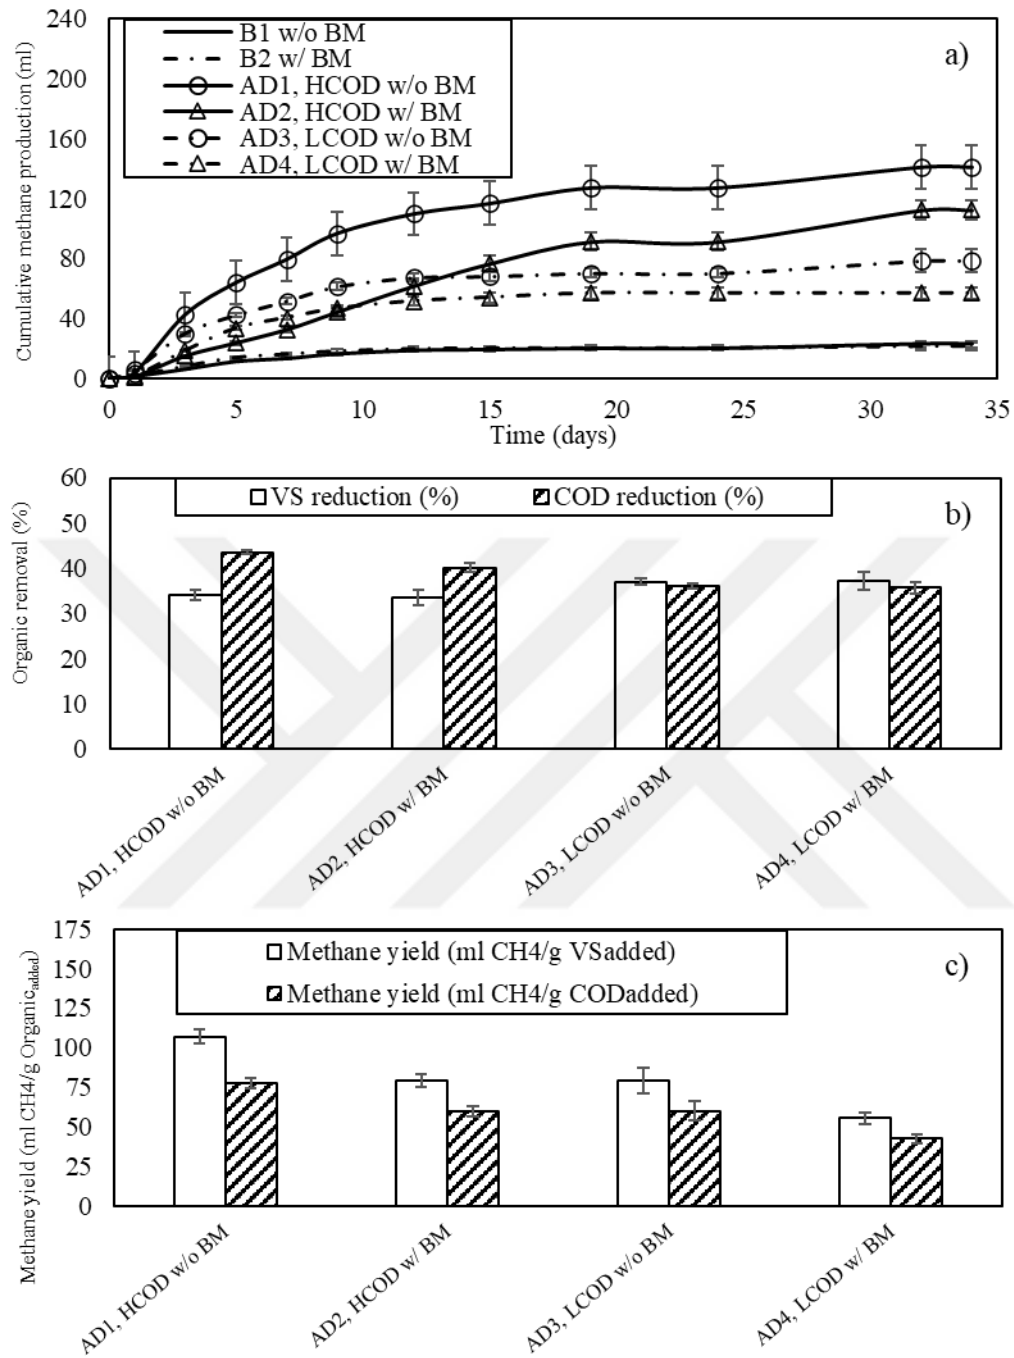 Cumulative methane production (ml)
240
200
160
120
80
40
0
B1 w/o BM
B2 w/ BM
AD1, HCOD w/o BM
AD2, HCOD w/ BM
AD3, LCOD w/o BM
AD4, LCOD w/ BM
a)
0 5 10 15 20 25 30 35
Time (days)
Organic removal (%)
60
50
40
30
20
10
0
VS reduction (%) COD reduction (%)
b)
AD1, HCOD w/o BM
AD2, HCOD w/ BM
AD3, LCOD w/o BM
AD4, LCOD w/ BM
Methane yield (ml CH4/g Organicadded)
175
150
125
100
75
50
25
0
Methane yield (ml CH4/g VSadded)
Methane yield (ml CH4/g CODadded)
c)
AD1, HCOD w/o BM
AD2, HCOD w/ BM
AD3, LCOD w/o BM
AD4, LCOD w/ BM